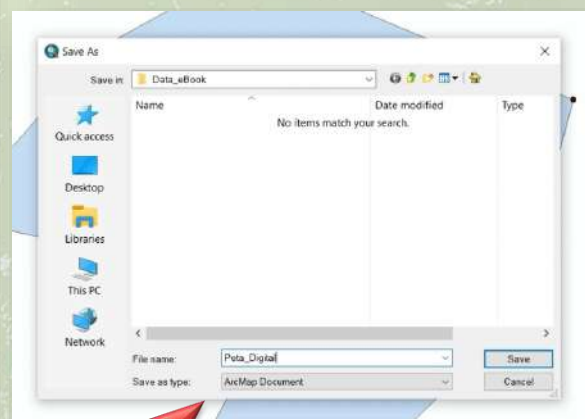 Save As
Save in:
Data_eBook
Name
Date modified
Type
No items match your search.
Quick access
Desktop
Libraries
This PC
Network
File name:
Peta_Digital
Save
Save as type:
ArcMap Document
Cancel